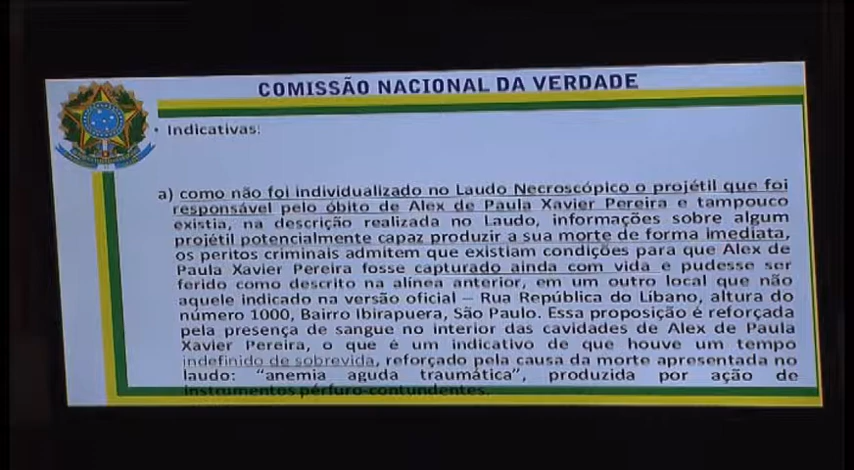 COMISSÃO NACIONAL DA VERDADE
• Indicativas:
a) como não foi individualizado no Laudo Necroscópico o projétil que foi
responsável pelo óbito de Alex de Paula Xavier Pereira e tampouco
existia, na descrição realizada no Laudo, informações sobre algum
projétil potencialmente capaz produzir a sua morte de forma imediata,
os peritos criminais admitem que existiam condições para que Alex de
Paula Xavier Pereira fosse capturado ainda com vida e pudesse ser
ferido como descrito na alínea anterior, em um outro local que não
aquele indicado na versão oficial – Rua República do Líbano, altura do
número 1000, Bairro Ibirapuera, São Paulo. Essa proposição é reforçada
pela presença de sangue no interior das cavidades de Alex de Paula
Xavier Pereira, o que é um indicativo de que houve um tempo
indefinido de sobrevida, reforçado pela causa da morte apresentada no
laudo: "anemia aguda traumática", produzida por ação de
instrumentos pérfuro-contundentes.